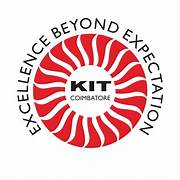 EXCELLENCE BEYOND EXPECTATION
KIT
COIMBATORE